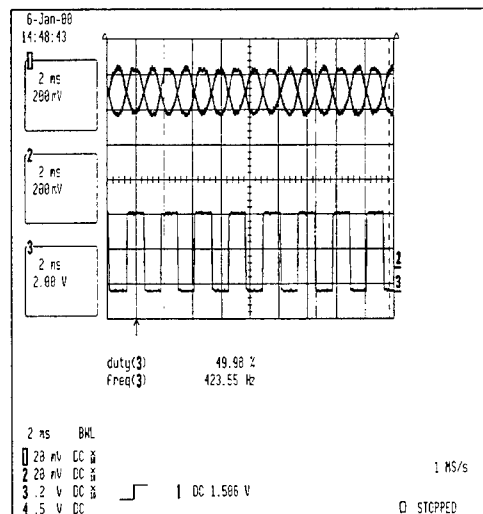 6-Jan-00
14:48:43
1
2 ms
200mV
2
2 ms
200mV
3
2 ms
2.00 V
2
3
duty(3) 49.98 %
freq(3) 423.55 Hz
2 ms BWL
1 20 mV DC
2 20 mV DC
3 .2 V DC
4 .5 V DC
1 DC 1.506 V
1 MS/s
STOPPED